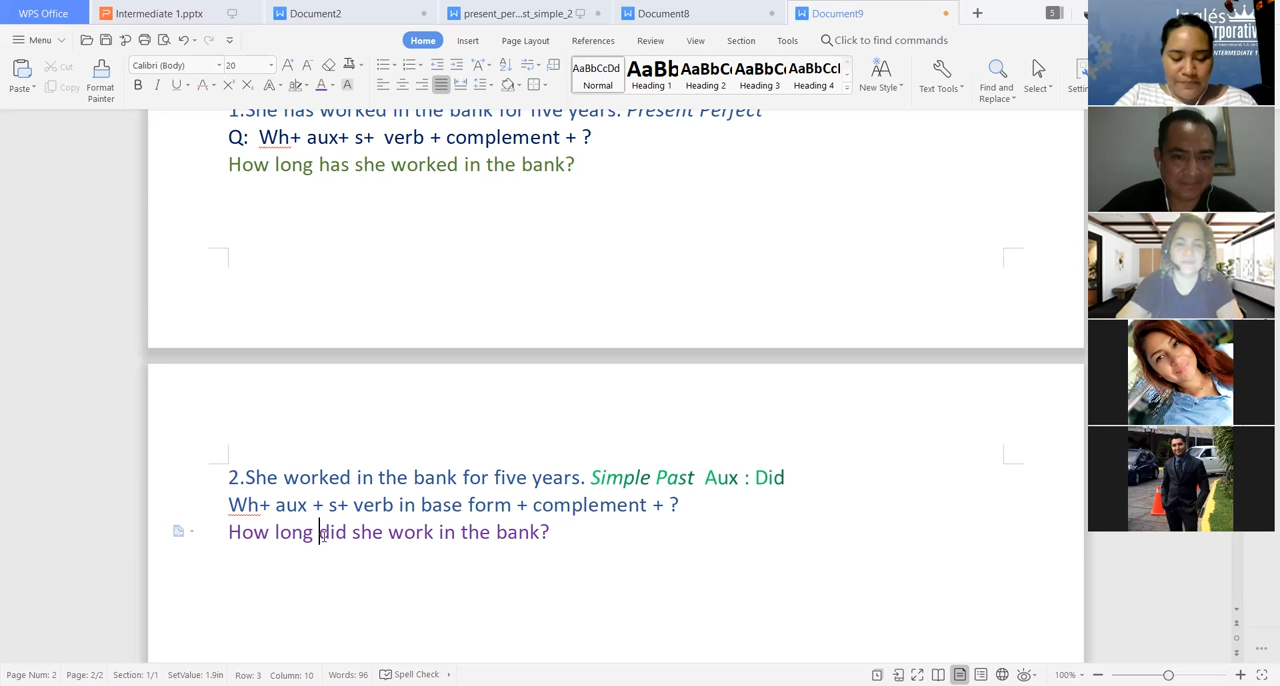 WPS Office
Intermediate 1.pptx
Document2
present_per...st_simple_2
Document8
Document9
5
Menu
Home
Insert
Page Layout
References
Review
View
Section
Tools
Click to find commands
Paste
Cut
Copy
Format Painter
Calibri (Body)
20
AaBbCcDd
Normal
AaBb
Heading 1
AaBbC
Heading 2
AaBbC
Heading 3
AaBbCcI
Heading 4
New Style
Text Tools
Find and Replace
Select
Inglés
INTERMEDIATE 1
1.She has worked in the bank for five years. Present Perfect
Q: Wh+ aux+ s+ verb + complement + ?
How long has she worked in the bank?
2.She worked in the bank for five years. Simple Past Aux : Did
Wh+ aux + s+ verb in base form + complement + ?
How long did she work in the bank?
Page Num: 2
Page: 2/2
Section: 1/1
SetValue: 1.9in
Row: 3
Column: 10
Words: 96
Spell Check
100%